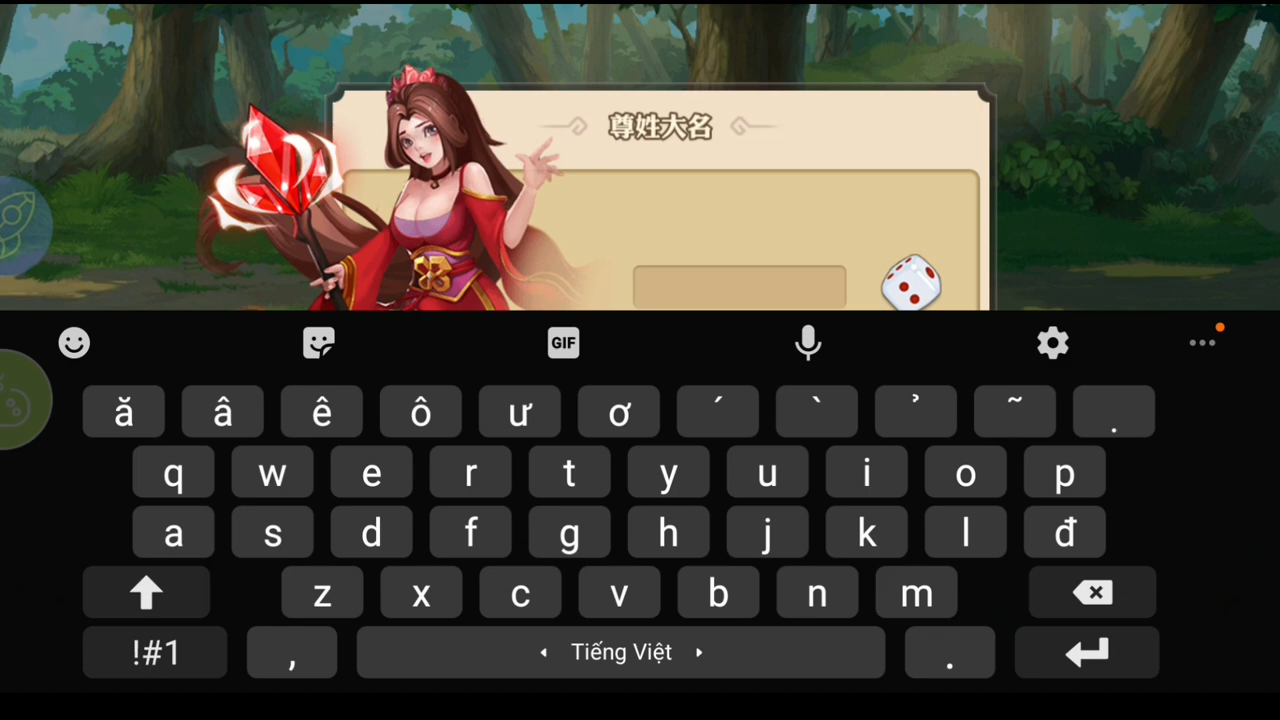 尊姓大名
GIF
ă â ê ô ư ơ ´ ` ̉ ~ .
q w e r t y u i o p
a s d f g h j k l đ
z x c v b n m
!#1 , Tiếng Việt .